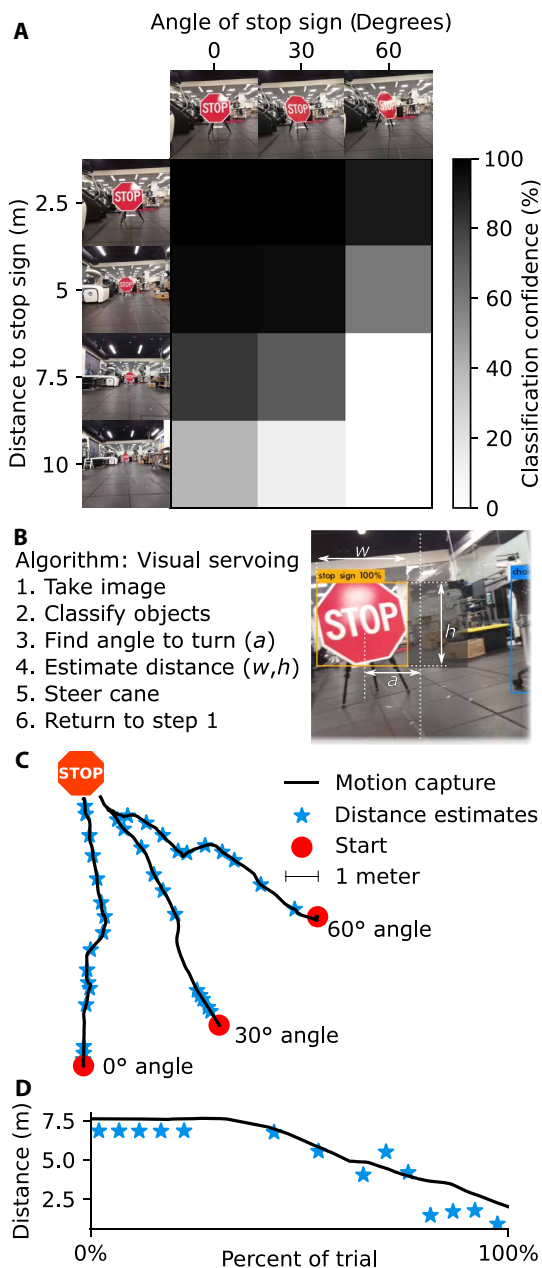 A
Angle of stop sign (Degrees)
0 30 60
STOP STOP STOP
Distance to stop sign (m)
2.5
5
7.5
10
STOP
STOP
100
80
60
40
20
0
Classification confidence (%)
B
Algorithm: Visual servoing
1. Take image
2. Classify objects
3. Find angle to turn (a)
4. Estimate distance (w,h)
5. Steer cane
6. Return to step 1
w
stop sign 100%
STOP
h
a
C
STOP
Motion capture
Distance estimates
Start
1 meter
60° angle
30° angle
0° angle
D
Distance (m)
7.5
5.0
2.5
0% 100%
Percent of trial